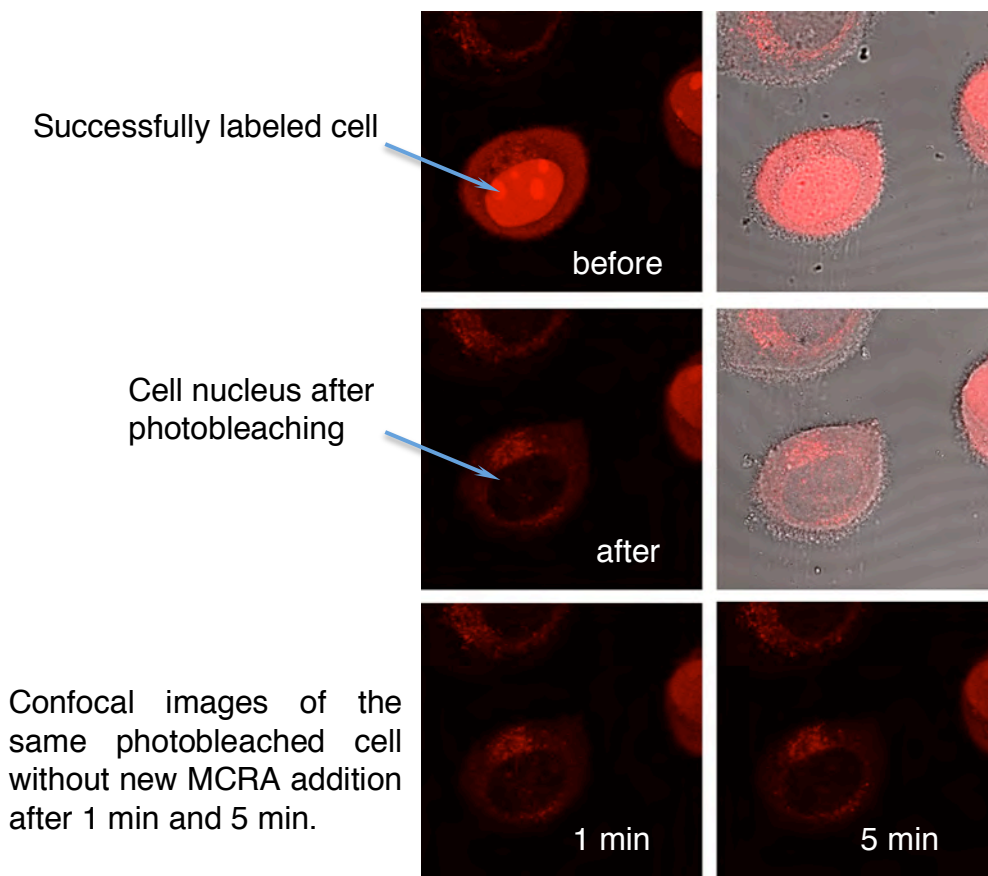 Successfully labeled cell
before
Cell nucleus after
photobleaching
after
Confocal images of the
same photobleached cell
without new MCRA addition
after 1 min and 5 min.
1 min
5 min